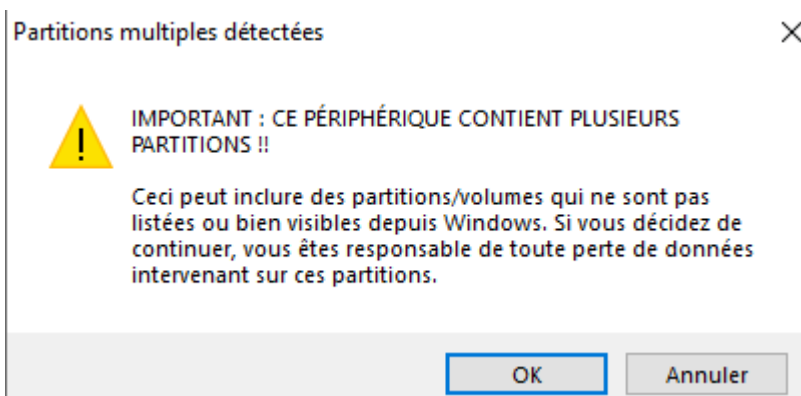 Partitions multiples détectées
IMPORTANT : CE PÉRIPHÉRIQUE CONTIENT PLUSIEURS
PARTITIONS !!
Ceci peut inclure des partitions/volumes qui ne sont pas
listées ou bien visibles depuis Windows. Si vous décidez de
continuer, vous êtes responsable de toute perte de données
intervenant sur ces partitions.
OK
Annuler